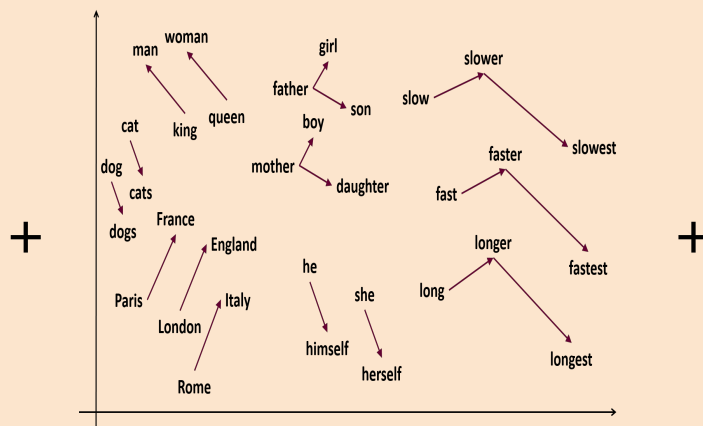 man
woman
king
queen
cat
cats
dog
dogs
France
England
Italy
Paris
London
Rome
father
girl
son
mother
boy
daughter
he
himself
she
herself
slow
slower
slowest
fast
faster
fastest
long
longer
longest
+
+